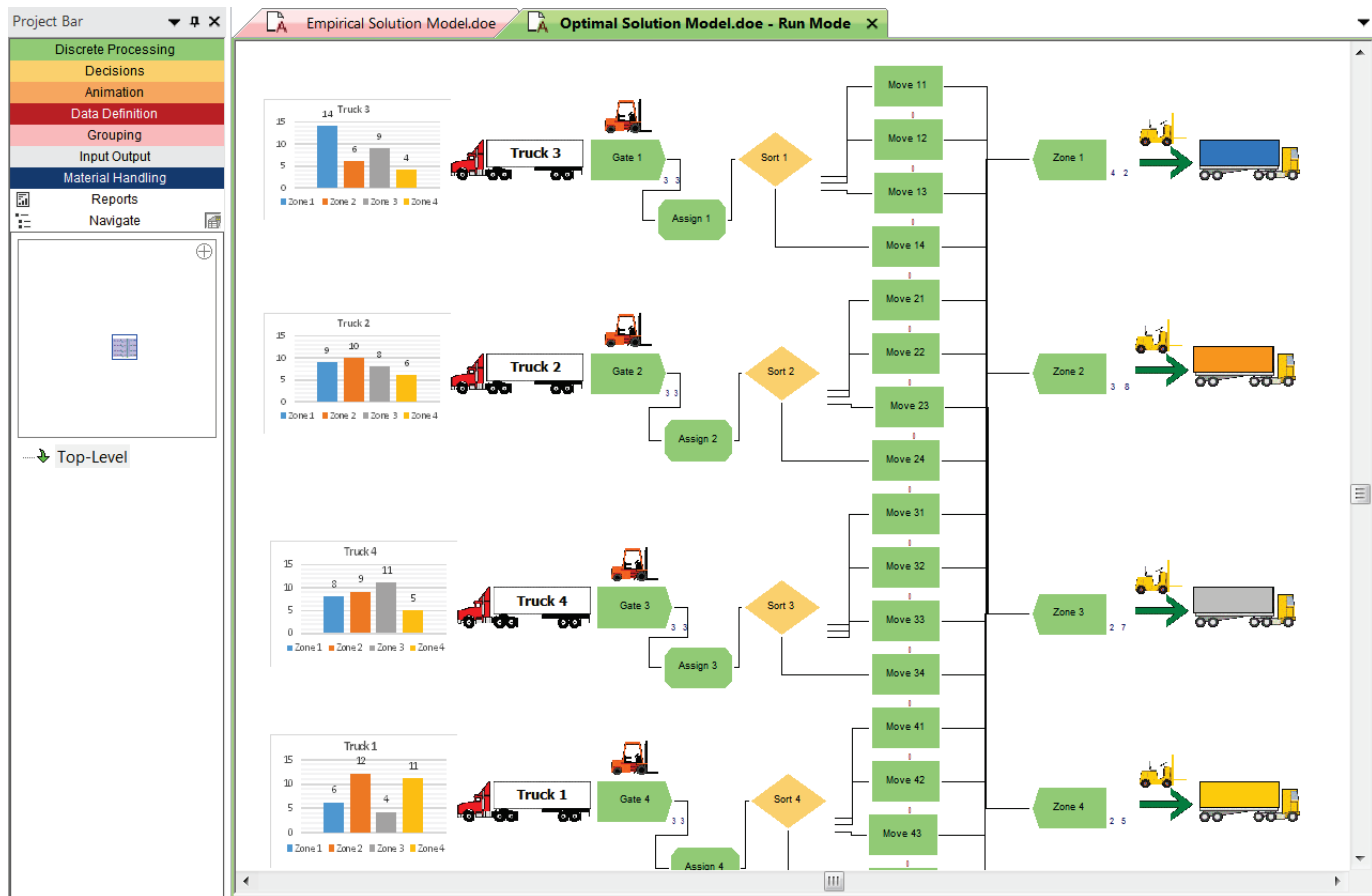 Project Bar
Empirical Solution Model.doe
Optimal Solution Model.doe - Run Mode
Discrete Processing
Decisions
Animation
Data Definition
Grouping
Input Output
Material Handling
Reports
Navigate
Top-Level
Truck 3
15
10
5
0
14
6
9
4
Zone 1 Zone 2 Zone 3 Zone 4
Truck 3
Gate 1
3 3
Assign 1
Sort 1
Move 11
Move 12
Move 13
Move 14
Zone 1
4 2
Truck 2
15
10
5
0
9
10
8
6
Zone 1 Zone 2 Zone 3 Zone 4
Truck 2
Gate 2
3 3
Assign 2
Sort 2
Move 21
Move 22
Move 23
Move 24
Zone 2
3 8
Truck 4
15
10
5
0
8
9
11
5
Zone 1 Zone 2 Zone 3 Zone 4
Truck 4
Gate 3
3 3
Assign 3
Sort 3
Move 31
Move 32
Move 33
Move 34
Zone 3
2 7
Truck 1
15
10
5
0
6
12
4
11
Zone 1 Zone 2 Zone 3 Zone 4
Truck 1
Gate 4
3 3
Assign 4
Sort 4
Move 41
Move 42
Move 43
Zone 4
2 5